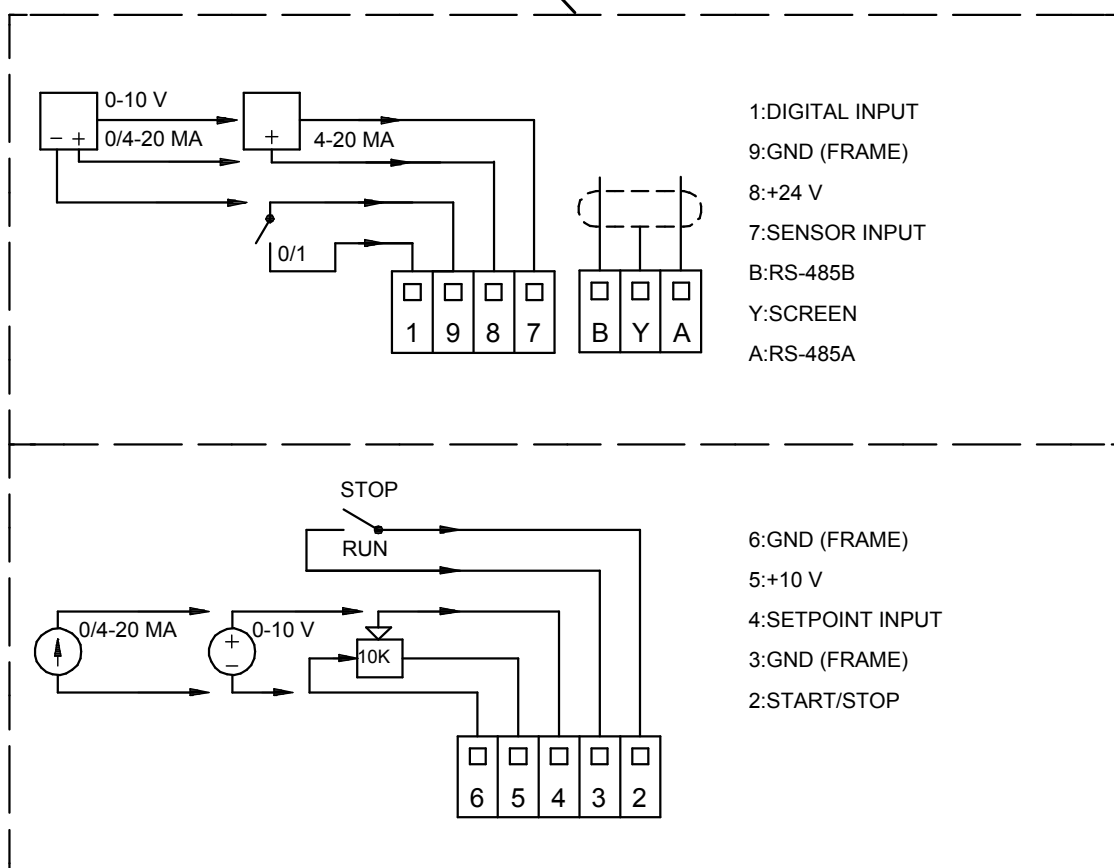 0-10 V
0/4-20 MA
- +
+
4-20 MA
0/1
1 9 8 7
B Y A
1:DIGITAL INPUT
9:GND (FRAME)
8:+24 V
7:SENSOR INPUT
B:RS-485B
Y:SCREEN
A:RS-485A
STOP
RUN
0/4-20 MA
+
-
0-10 V
10K
6 5 4 3 2
6:GND (FRAME)
5:+10 V
4:SETPOINT INPUT
3:GND (FRAME)
2:START/STOP